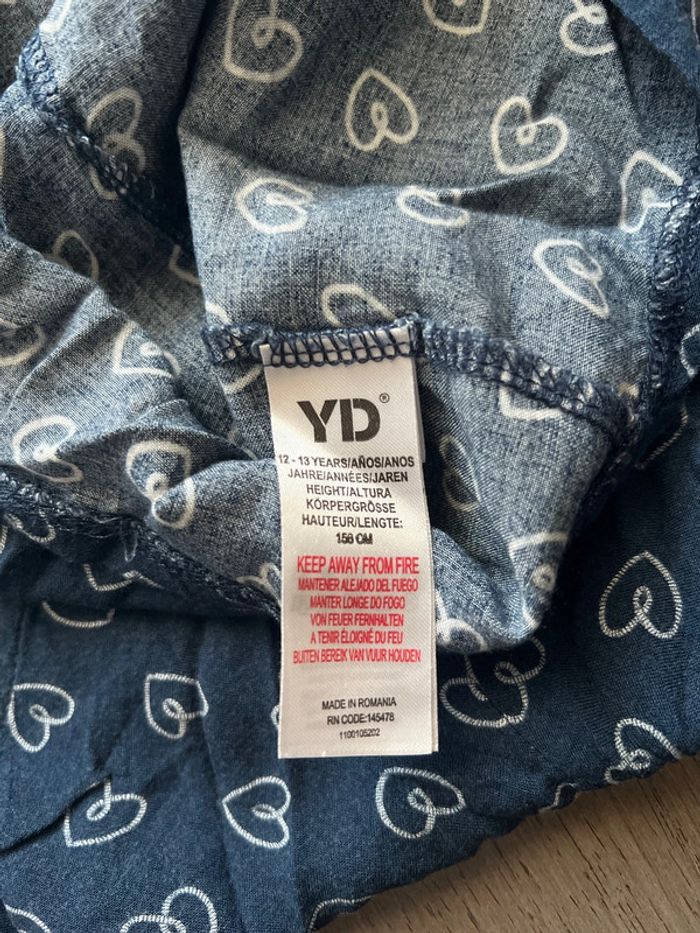 YD®
12 - 13 YEARS/AÑOS/ANOS
JAHRE/ANNÉES/JAREN
HEIGHT/ALTURA
KÖRPERGRÖSSE
HAUTEUR/LENGTE:
158 CM
KEEP AWAY FROM FIRE
MANTENER ALEJADO DEL FUEGO
MANTER LONGE DO FOGO
VON FEUER FERNHALTEN
A TENIR ÉLOIGNÉ DU FEU
BUITEN BEREIK VAN VUUR HOUDEN
MADE IN ROMANIA
RN CODE:145478
1100105202